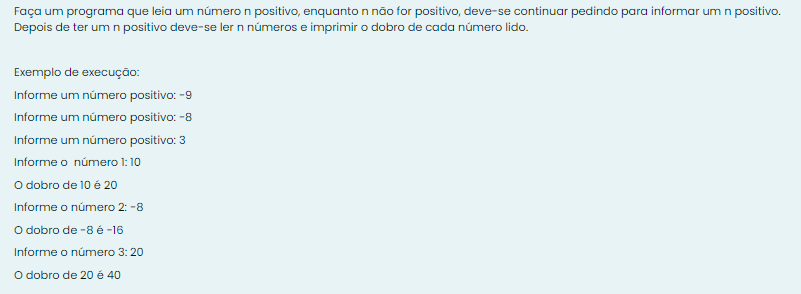 Faça um programa que leia um número n positivo, enquanto n não for positivo, deve-se continuar pedindo para informar um n positivo.
Depois de ter um n positivo deve-se ler n números e imprimir o dobro de cada número lido.
Exemplo de execução:
Informe um número positivo: -9
Informe um número positivo: -8
Informe um número positivo: 3
Informe o  número 1: 10
O dobro de 10 é 20
Informe o número 2: -8
O dobro de -8 é -16
Informe o número 3: 20
O dobro de 20 é 40